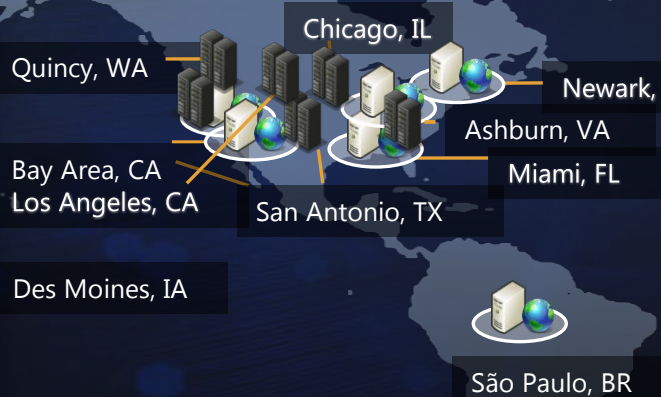 Chicago, IL
Quincy, WA
Newark,
Ashburn, VA
Bay Area, CA
Miami, FL
Los Angeles, CA
San Antonio, TX
Des Moines, IA
São Paulo, BR